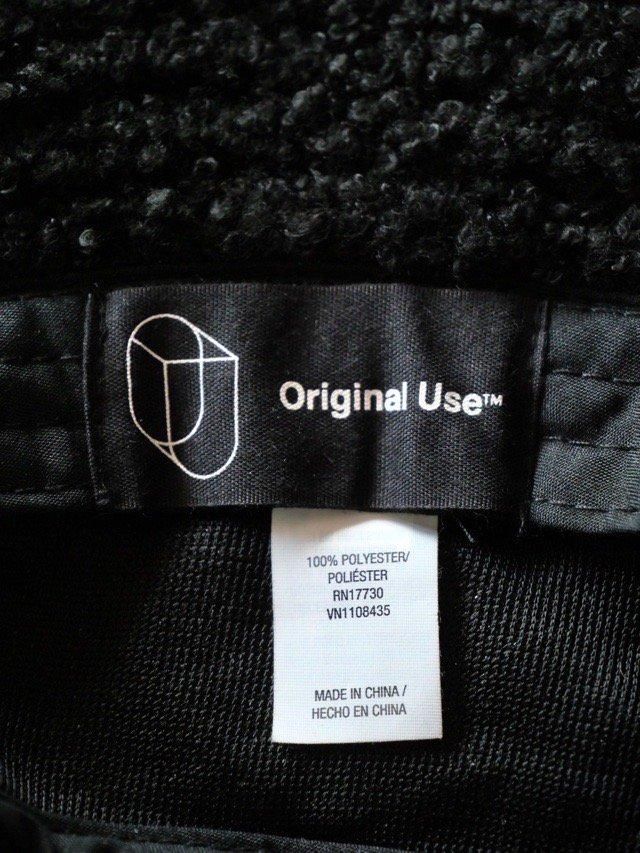 Original Use™
100% POLYESTER/
POLIÉSTER
RN17730
VN1108435
MADE IN CHINA /
HECHO EN CHINA